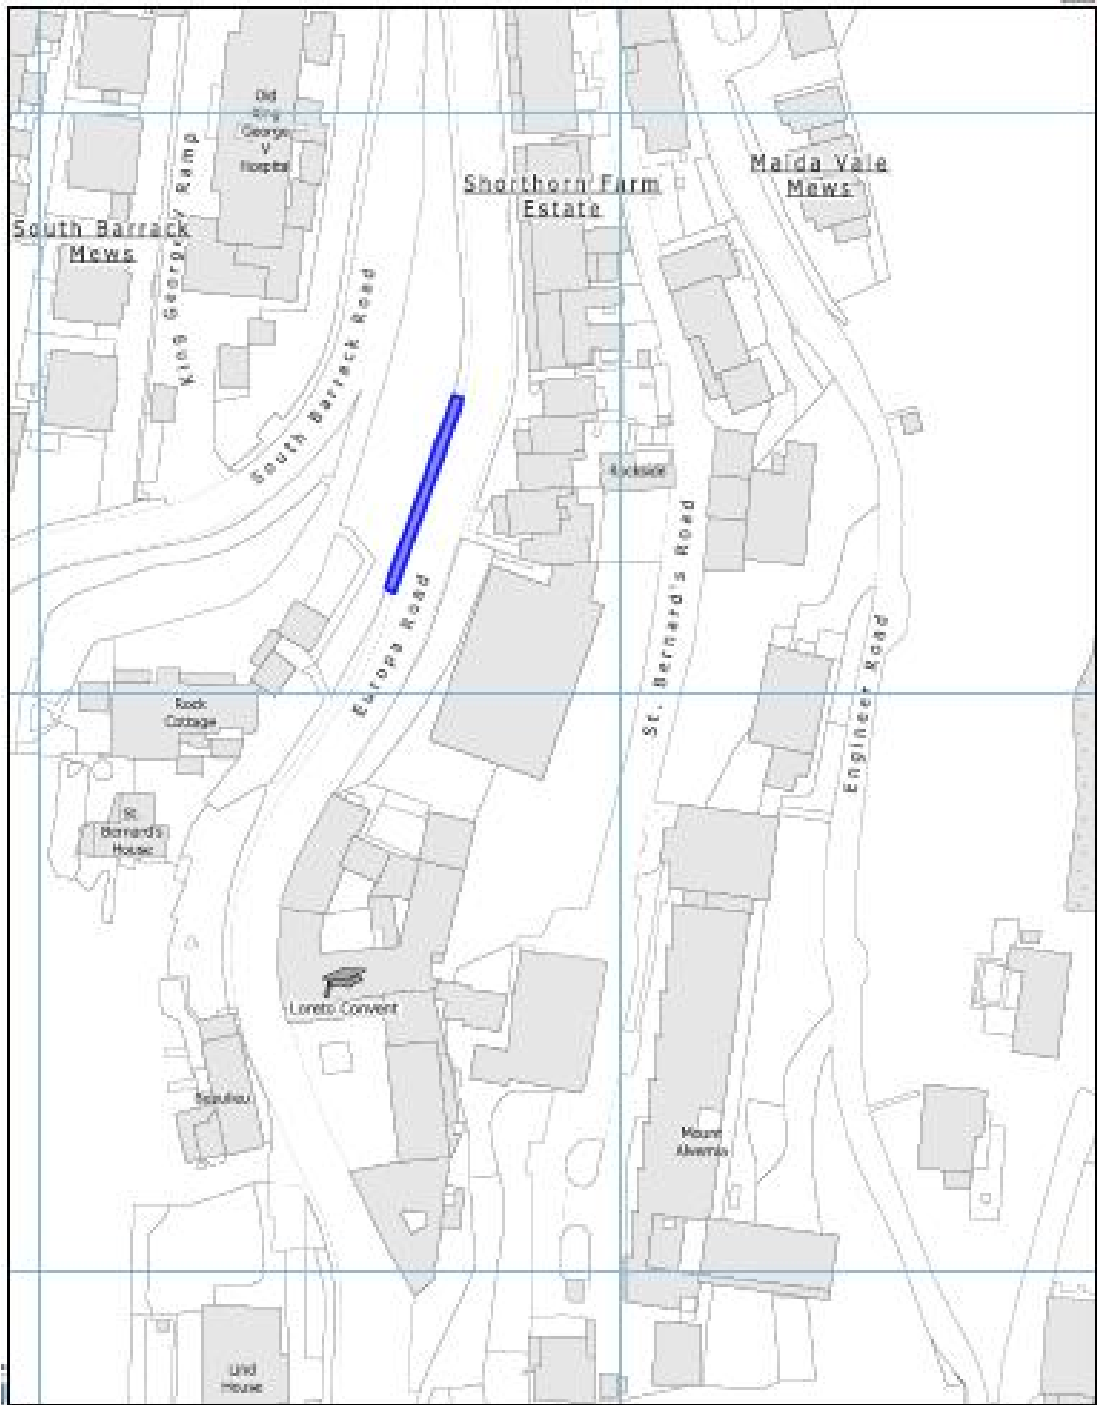 Old
King
George
V
Hospital
King George V Ramp
Maida Vale
Mews
Shorthorn Farm
Estate
South Barrack
Mews
South Barrack Road
Rockside
St. Bernard's Road
Europa Road
Engineer Road
Rock
Cottage
St.
Bernard's
House
Loreto Convent
Beaulieu
Mount
Alvernia
Lind
House